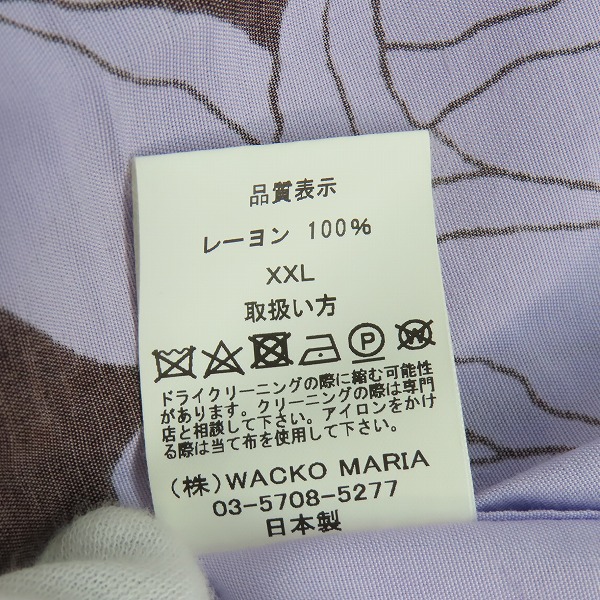 品質表示
レーヨン 100%
XXL
取扱い方
ドライクリーニングの際に縮む可能性
があります。クリーニングの際は専門
店と相談して下さい。アイロンをかけ
る際は当て布を使用して下さい。
(株)WACKO MARIA
03-5708-5277
日本製